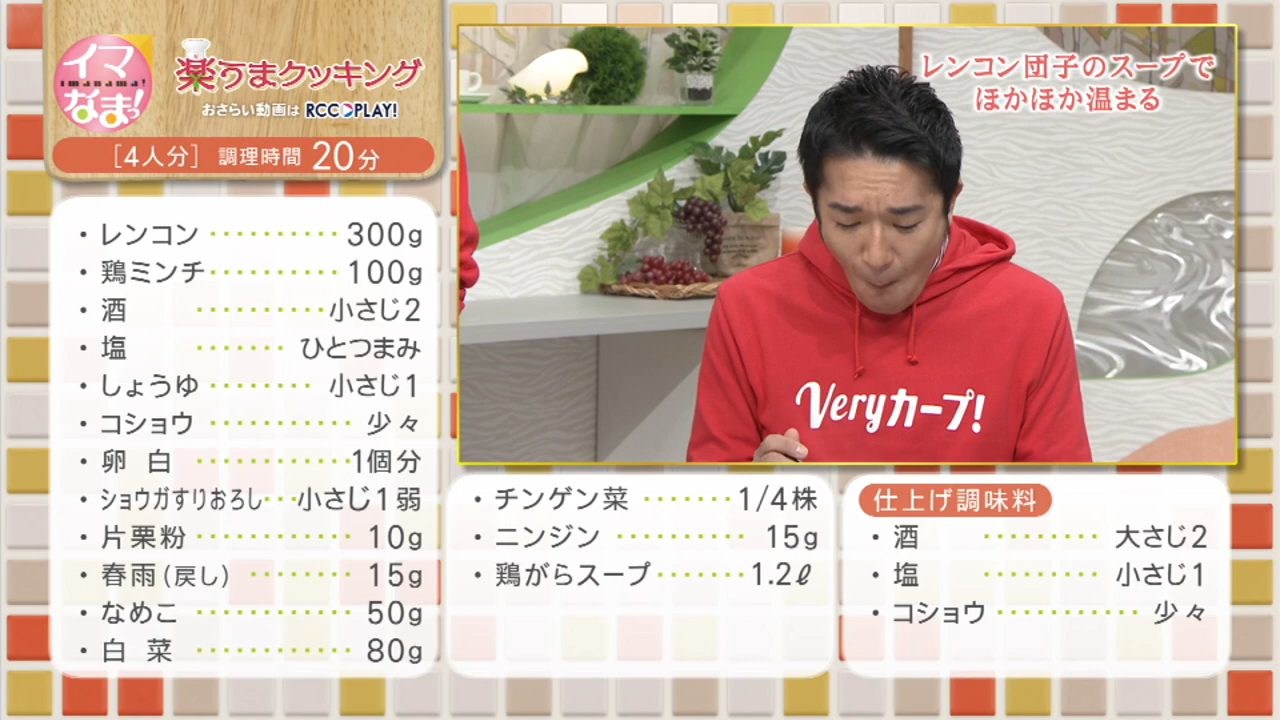 イマ
imanama!
なまっ
楽うまクッキング
おさらい動画は RCC PLAY!
[4人分] 調理時間 20分
・レンコン ・・・・・・・・・・ 300g
・鶏ミンチ・・・・・・・・・・ 100g
・酒 ・・・・・・・・・・小さじ2
・塩 ・・・・・・・ ひとつまみ
・しょうゆ ・・・・・・・・ 小さじ1
・コショウ ・・・・・・・・・・・ 少々
・卵 白 ・・・・・・・・・・・・1個分
・ショウガすりおろし・・・小さじ1弱
・片栗粉 ・・・・・・・・・・・・ 10g
・春雨(戻し) ・・・・・・・・ 15g
・なめこ ・・・・・・・・・・・・ 50g
・白 菜 ・・・・・・・・・・・・ 80g
レンコン団子のスープで
ほかほか温まる
Veryカープ!
・チンゲン菜 ・・・・・・・1/4株
・ニンジン ・・・・・・・・・・ 15g
・鶏がらスープ・・・・・・・ 1.2ℓ
仕上げ調味料
・酒 ・・・・・・・・・ 大さじ2
・塩 ・・・・・・・・・ 小さじ1
・コショウ ・・・・・・・・・・・ 少々